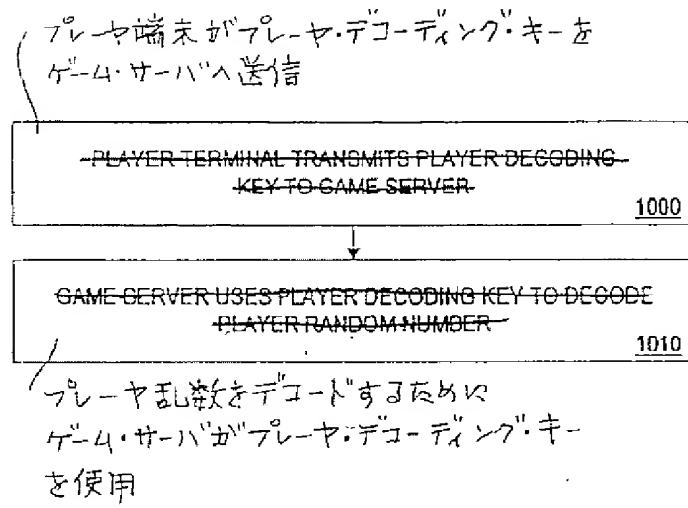 プレーヤ端末がプレーヤ・デコーディング・キーを
ゲーム・サーバへ送信
PLAYER TERMINAL TRANSMITS PLAYER DECODING
KEY TO GAME SERVER
1000
GAME SERVER USES PLAYER DECODING KEY TO DECODE
PLAYER RANDOM NUMBER
1010
プレーヤ乱数をデコードするために
ゲーム・サーバがプレーヤ・デコーディング・キー
を使用